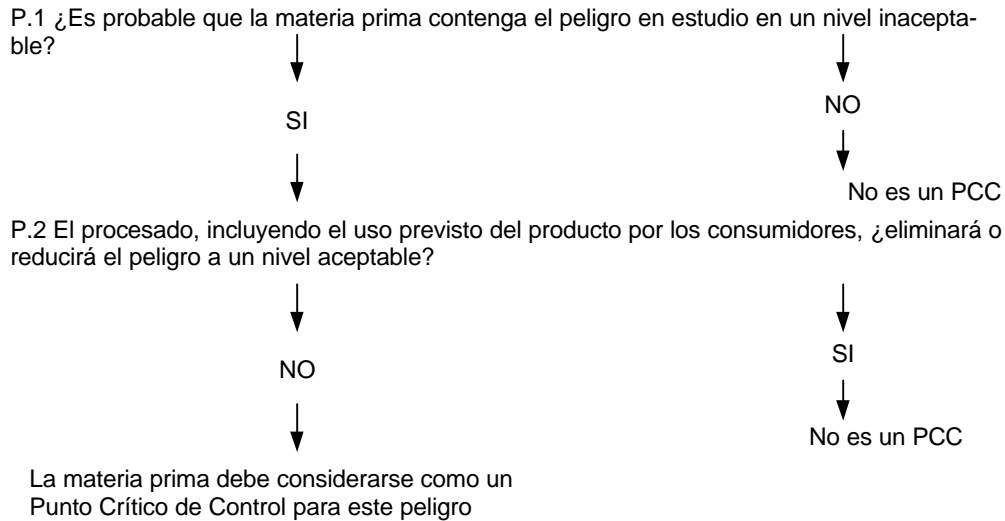 P.1 ¿Es probable que la materia prima contenga el peligro en estudio en un nivel inacepta-
ble?
SI
NO
No es un PCC
P.2 El procesado, incluyendo el uso previsto del producto por los consumidores, ¿eliminará o
reducirá el peligro a un nivel aceptable?
NO
SI
No es un PCC
La materia prima debe considerarse como un
Punto Crítico de Control para este peligro